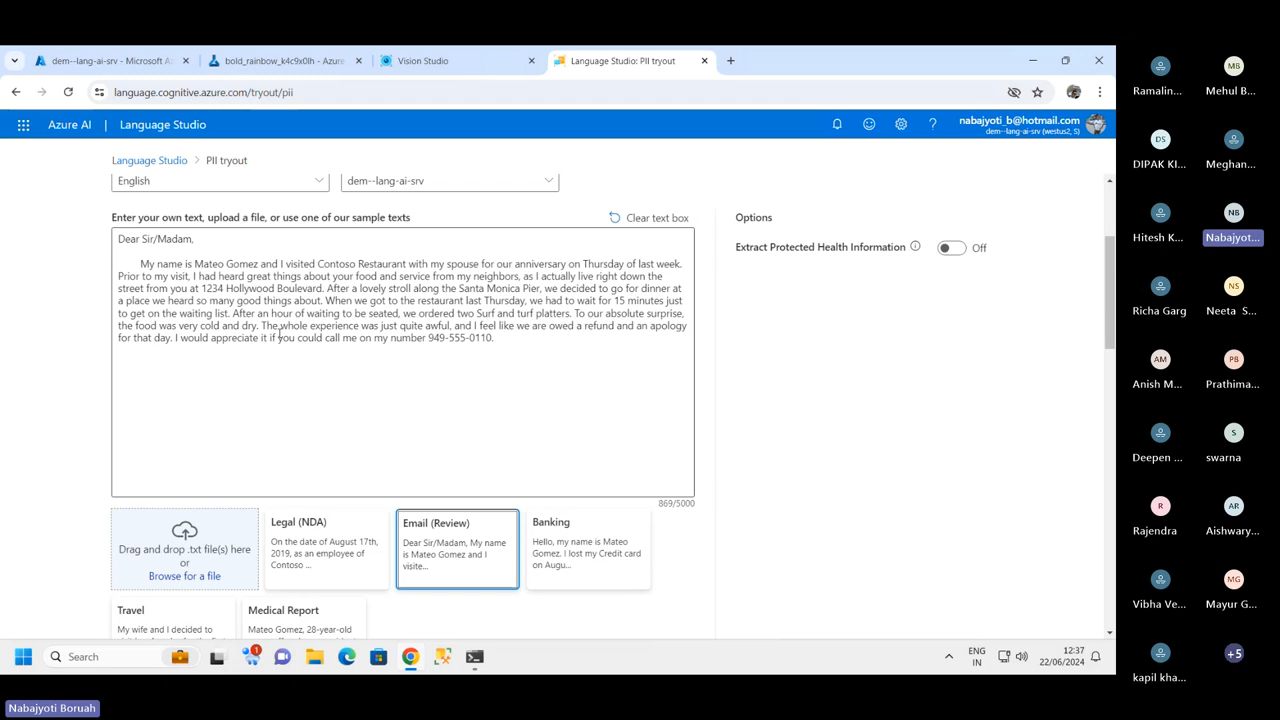 dem--lang-ai-srv - Microsoft Az
bold_rainbow_k4c9x0lh - Azure
Vision Studio
Language Studio: PII tryout
language.cognitive.azure.com/tryout/pii
Azure AI | Language Studio
nabajyoti_b@hotmail.com
dem--lang-ai-srv (westus2, S)
Language Studio > PII tryout
English
dem--lang-ai-srv
Enter your own text, upload a file, or use one of our sample texts
Clear text box
Dear Sir/Madam,
My name is Mateo Gomez and I visited Contoso Restaurant with my spouse for our anniversary on Thursday of last week.
Prior to my visit, I had heard great things about your food and service from my neighbors, as I actually live right down the
street from you at 1234 Hollywood Boulevard. After a lovely stroll along the Santa Monica Pier, we decided to go for dinner at
a place we heard so many good things about. When we got to the restaurant last Thursday, we had to wait for 15 minutes just
to get on the waiting list. After an hour of waiting to be seated, we ordered two Surf and turf platters. To our absolute surprise,
the food was very cold and dry. The whole experience was just quite awful, and I feel like we are owed a refund and an apology
for that day. I would appreciate it if you could call me on my number 949-555-0110.
869/5000
Options
Extract Protected Health Information
Off
Drag and drop .txt file(s) here
or
Browse for a file
Legal (NDA)
On the date of August 17th,
2019, as an employee of
Contoso ...
Email (Review)
Dear Sir/Madam, My name
is Mateo Gomez and I
visite...
Banking
Hello, my name is Mateo
Gomez. I lost my Credit card
on Augu...
Travel
My wife and I decided to
Medical Report
Mateo Gomez, 28-year-old
Search
1
ENG
IN
12:37
22/06/2024
Nabajyoti Boruah
Ramalin...
MB
Mehul B...
DS
DIPAK KI...
Meghan...
Hitesh K...
NB
Nabajyot...
Richa Garg
NS
Neeta S...
AM
Anish M...
PB
Prathima...
Deepen ...
S
swarna
R
Rajendra
AR
Aishwary...
Vibha Ve...
MG
Mayur G...
kapil kha...
+5